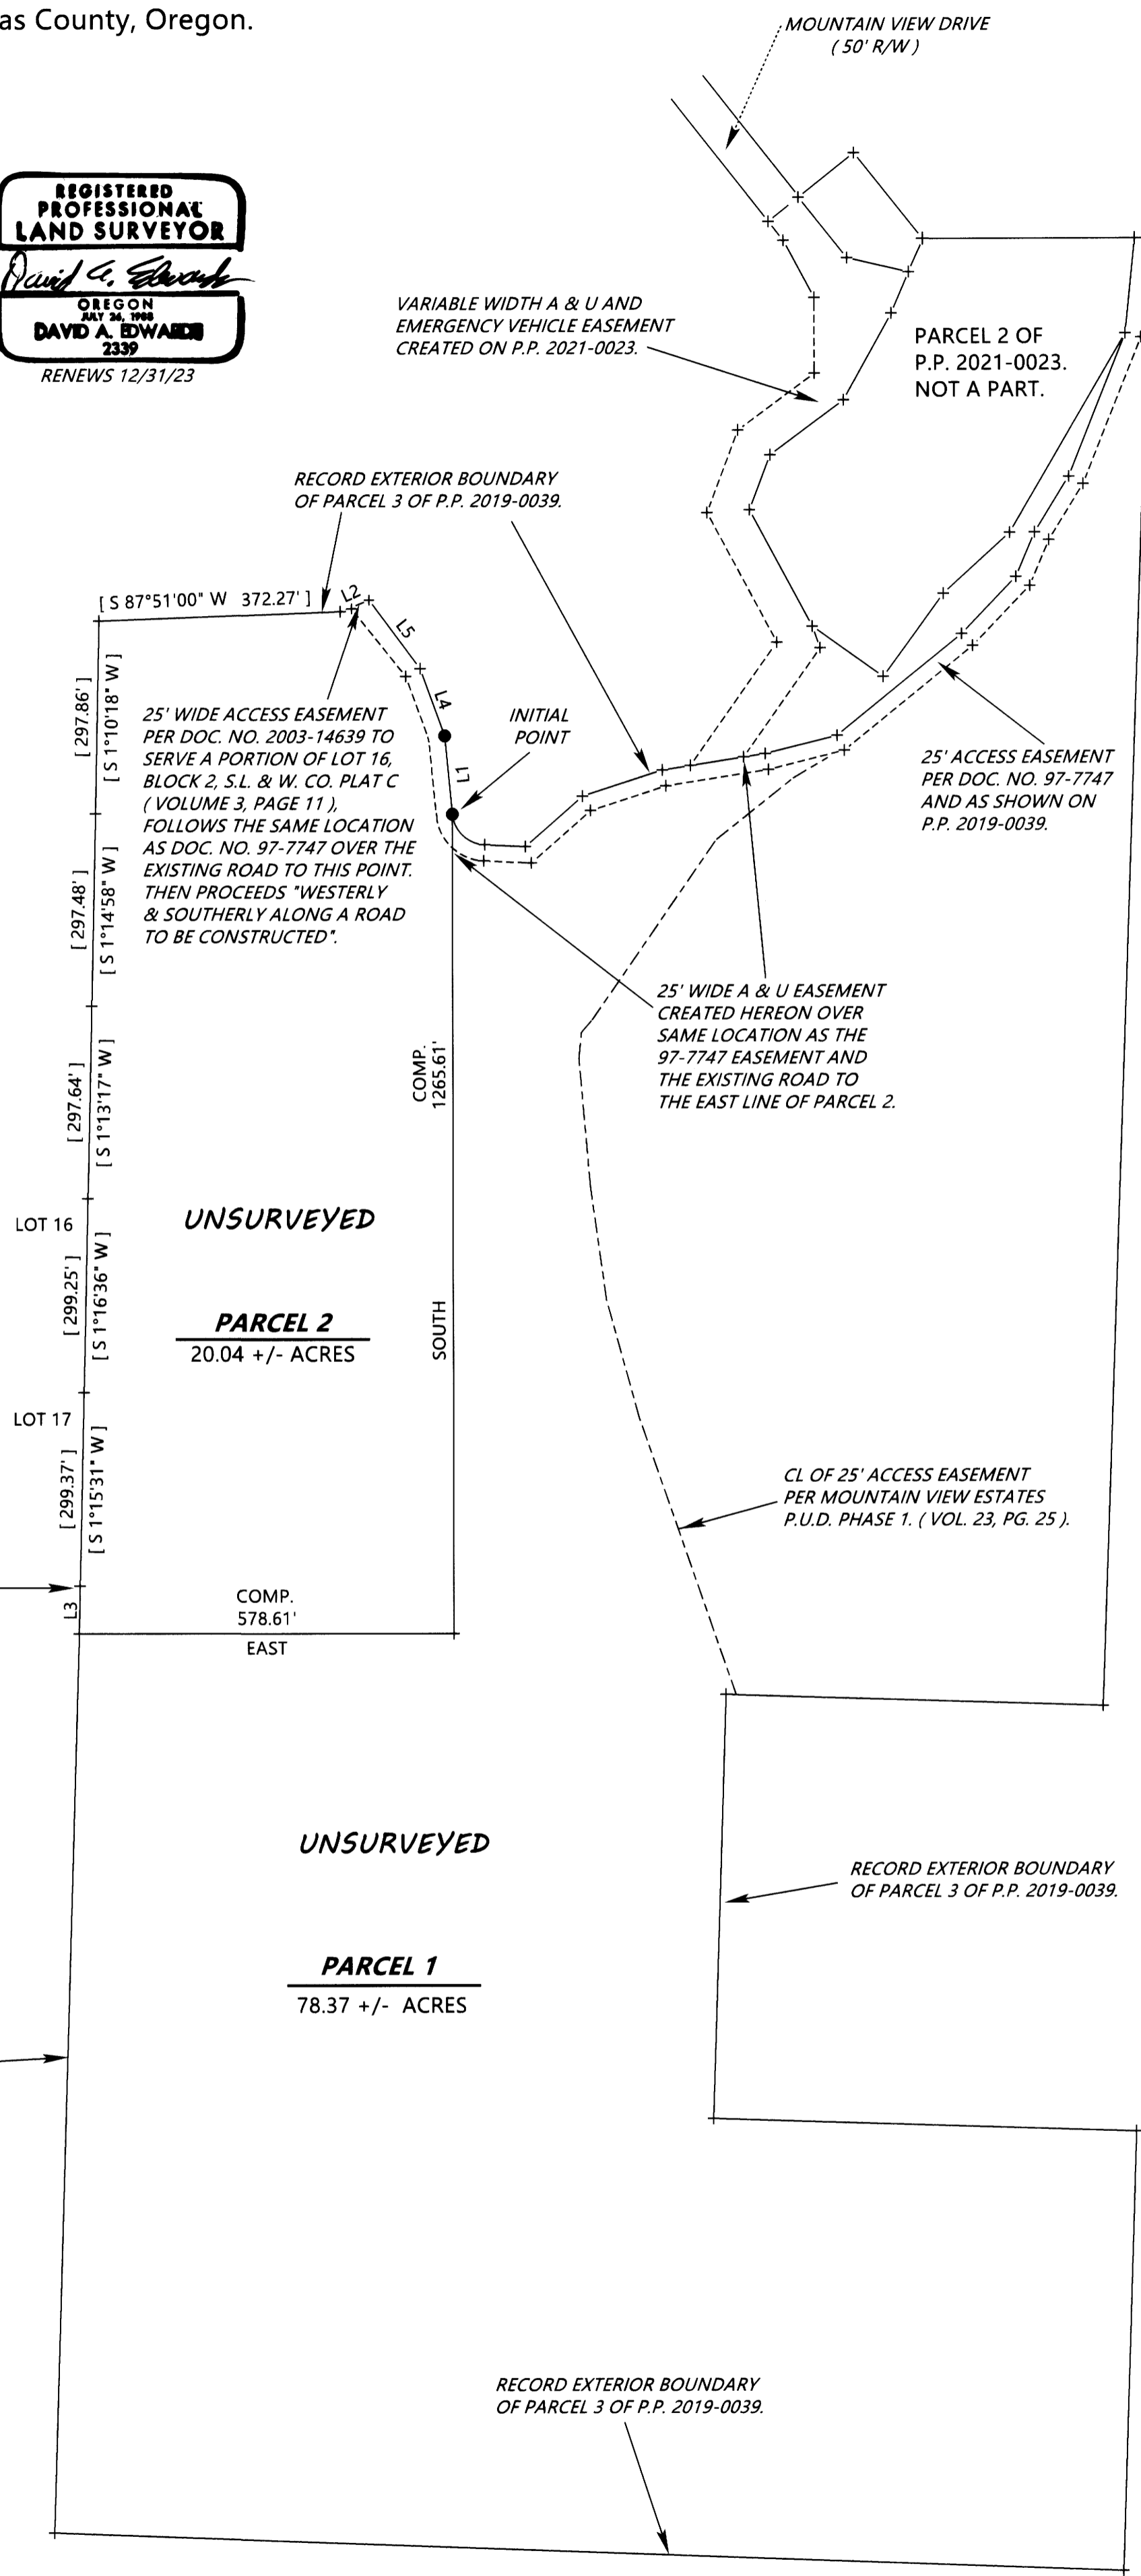 as County, Oregon.
MOUNTAIN VIEW DRIVE
( 50' R/W )
REGISTERED
PROFESSIONAL
LAND SURVEYOR
David A. Edwards
OREGON
JULY 26, 1988
DAVID A. EDWARDS
2339
RENEWS 12/31/23
VARIABLE WIDTH A & U AND
EMERGENCY VEHICLE EASEMENT
CREATED ON P.P. 2021-0023.
PARCEL 2 OF
P.P. 2021-0023.
NOT A PART.
RECORD EXTERIOR BOUNDARY
OF PARCEL 3 OF P.P. 2019-0039.
[ S 87°51'00" W 372.27' ]
L2
L5
L4
L1
INITIAL
POINT
[ 297.86' ]
[ S 1°10'18" W ]
25' WIDE ACCESS EASEMENT
PER DOC. NO. 2003-14639 TO
SERVE A PORTION OF LOT 16,
BLOCK 2, S.L. & W. CO. PLAT C
( VOLUME 3, PAGE 11 ),
FOLLOWS THE SAME LOCATION
AS DOC. NO. 97-7747 OVER THE
EXISTING ROAD TO THIS POINT.
THEN PROCEEDS "WESTERLY
& SOUTHERLY ALONG A ROAD
TO BE CONSTRUCTED".
25' ACCESS EASEMENT
PER DOC. NO. 97-7747
AND AS SHOWN ON
P.P. 2019-0039.
[ 297.48' ]
[ S 1°14'58" W ]
25' WIDE A & U EASEMENT
CREATED HEREON OVER
SAME LOCATION AS THE
97-7747 EASEMENT AND
THE EXISTING ROAD TO
THE EAST LINE OF PARCEL 2.
COMP.
1265.61'
[ 297.64' ]
[ S 1°13'17" W ]
LOT 16
UNSURVEYED
[ 299.25' ]
[ S 1°16'36" W ]
PARCEL 2
20.04 +/- ACRES
SOUTH
LOT 17
[ 299.37' ]
[ S 1°15'31" W ]
CL OF 25' ACCESS EASEMENT
PER MOUNTAIN VIEW ESTATES
P.U.D. PHASE 1. ( VOL. 23, PG. 25 ).
L3
COMP.
578.61'
EAST
UNSURVEYED
RECORD EXTERIOR BOUNDARY
OF PARCEL 3 OF P.P. 2019-0039.
PARCEL 1
78.37 +/- ACRES
RECORD EXTERIOR BOUNDARY
OF PARCEL 3 OF P.P. 2019-0039.